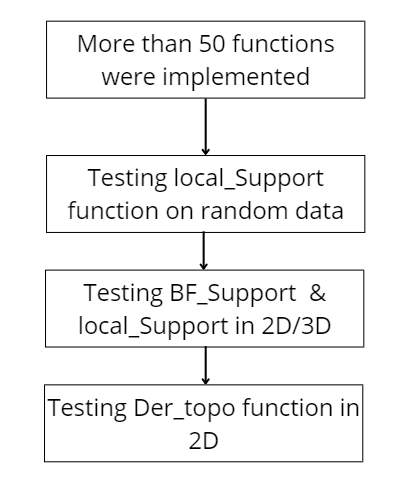 More than 50 functions
were implemented
Testing local_Support
function on random data
Testing BF_Support &
local_Support in 2D/3D
Testing Der_topo function in
2D